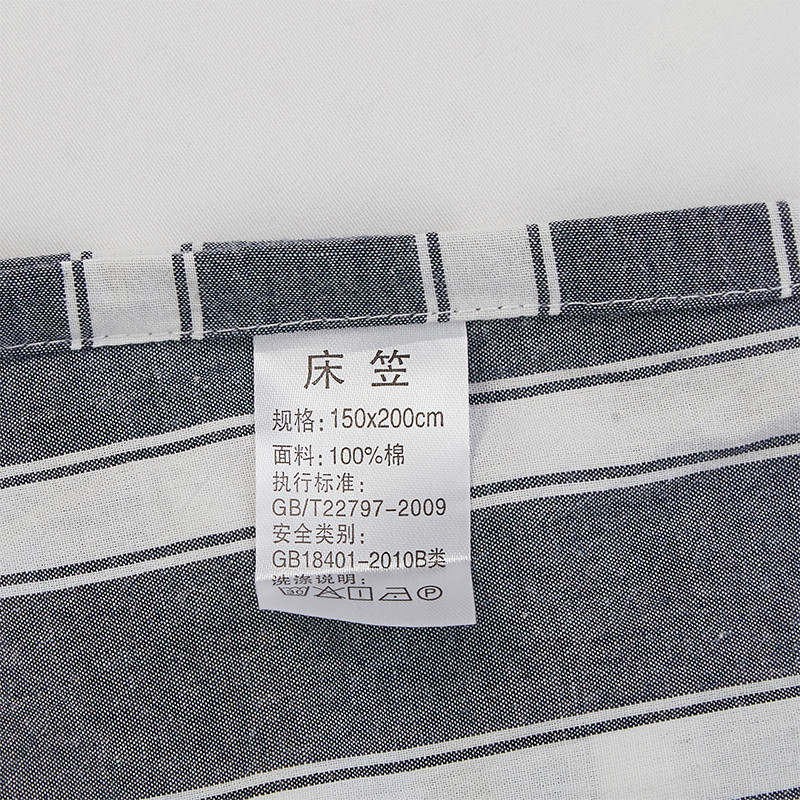 床笠
规格:150x200cm
面料:100%棉
执行标准:
GB/T22797-2009
安全类别:
GB18401-2010B类
洗涤说明:
30 P